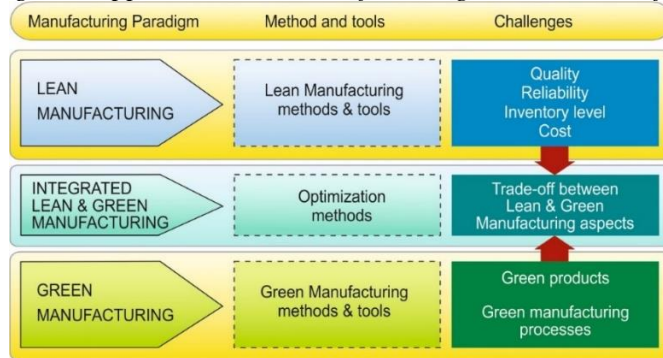 Manufacturing Paradigm
Method and tools
Challenges
LEAN
MANUFACTURING
Lean Manufacturing
methods & tools
Quality
Reliability
Inventory level
Cost
INTEGRATED
LEAN & GREEN
MANUFACTURING
Optimization
methods
Trade-off between
Lean & Green
Manufacturing aspects
GREEN
MANUFACTURING
Green Manufacturing
methods & tools
Green products
Green manufacturing
processes